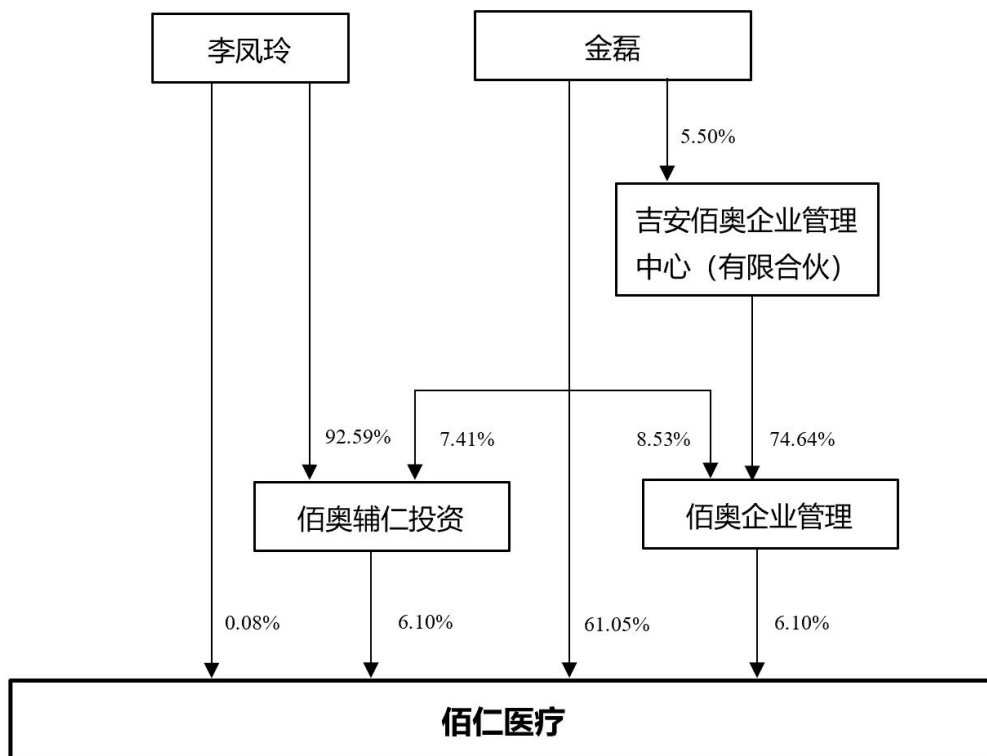 李凤玲
金磊
5.50%
吉安佰奥企业管理
中心（有限合伙）
92.59%
7.41%
8.53%
74.64%
佰奥辅仁投资
佰奥企业管理
0.08%
6.10%
61.05%
6.10%
佰仁医疗